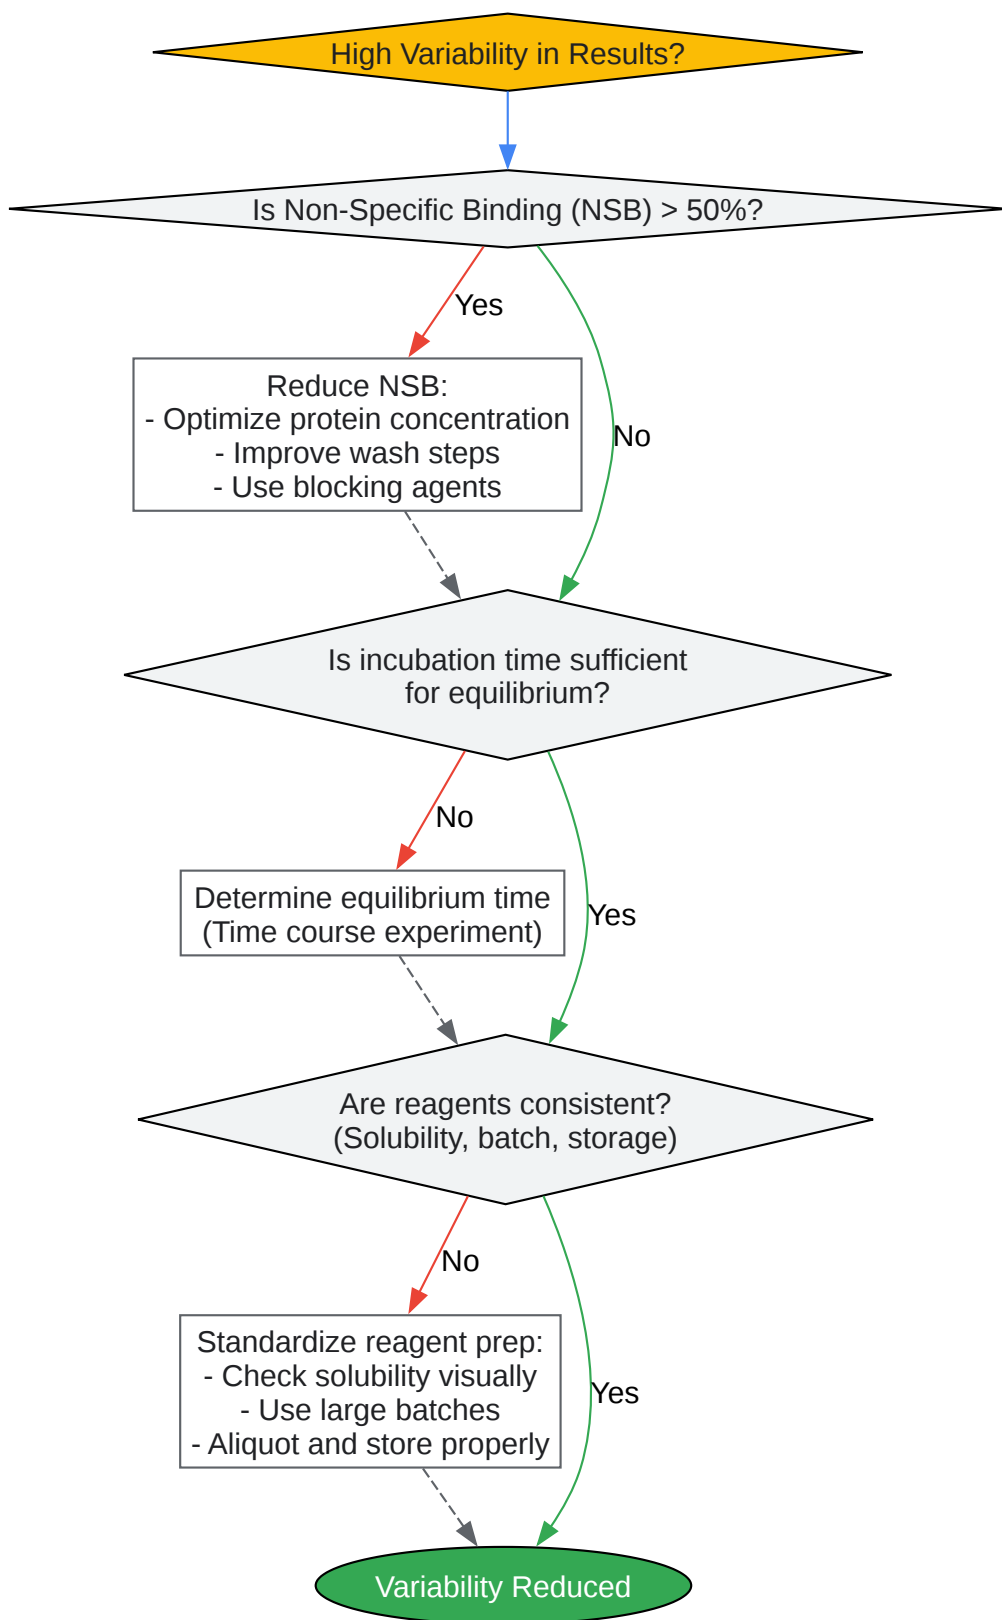 High Variability in Results?
Is Non-Specific Binding (NSB) > 50%?
Yes
Reduce NSB:
- Optimize protein concentration
- Improve wash steps
- Use blocking agents
No
Is incubation time sufficient
for equilibrium?
No
Determine equilibrium time
(Time course experiment)
Yes
Are reagents consistent?
(Solubility, batch, storage)
No
Standardize reagent prep:
- Check solubility visually
- Use large batches
- Aliquot and store properly
Yes
Variability Reduced